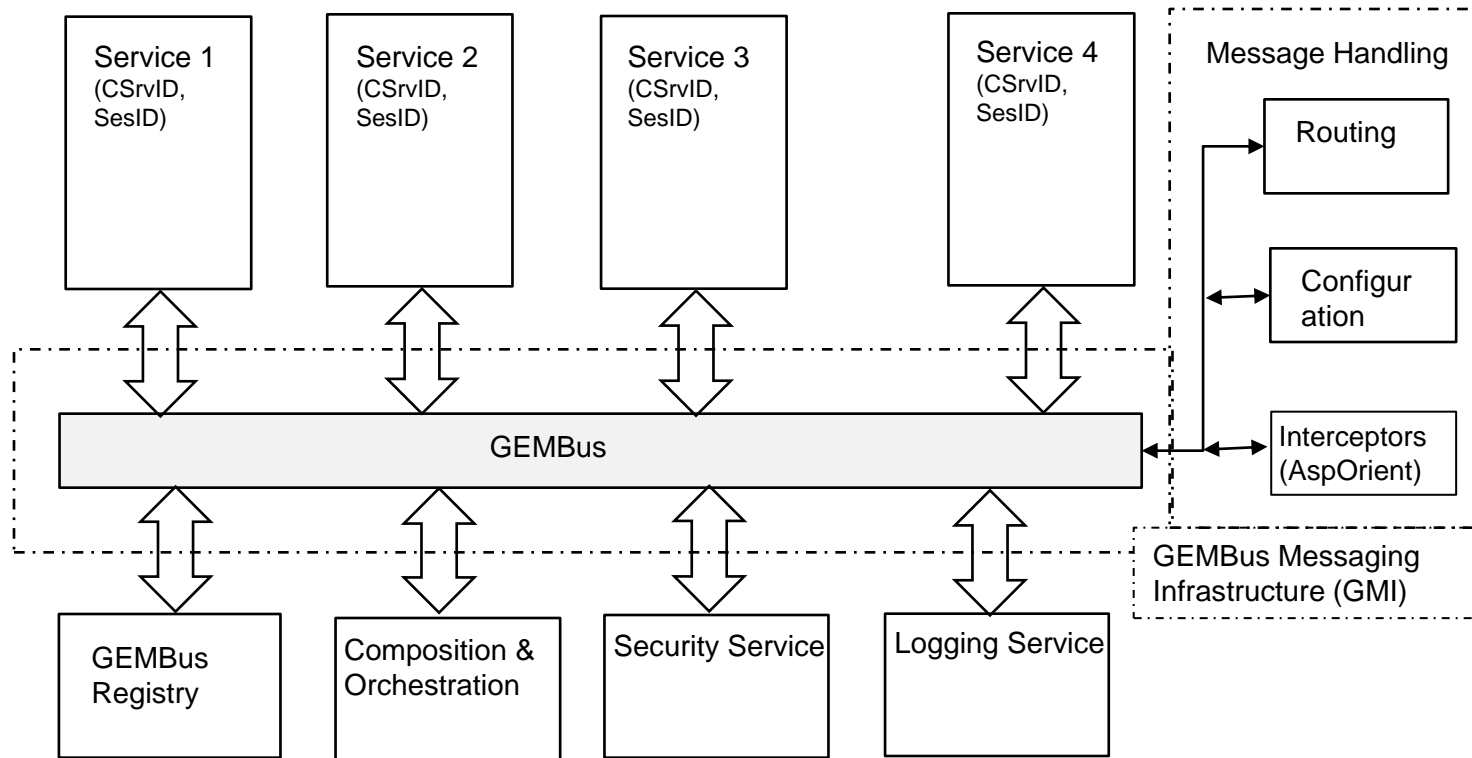 Service 1
(CSrvID,
SesID)
Service 2
(CSrvID,
SesID)
Service 3
(CSrvID,
SesID)
Service 4
(CSrvID,
SesID)
Message Handling
Routing
Configur
ation
Interceptors
(AspOrient)
GEMBus
GEMBus Messaging
Infrastructure (GMI)
GEMBus
Registry
Composition &
Orchestration
Security Service
Logging Service